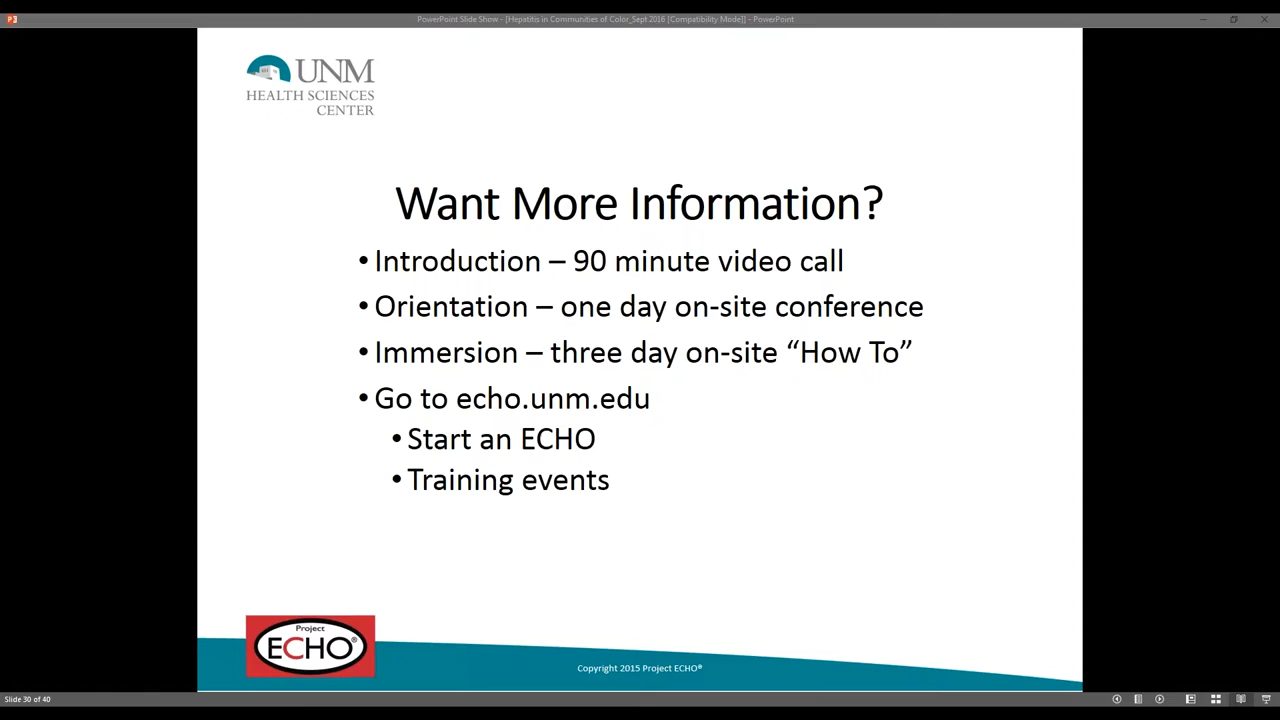 PowerPoint Slide Show - [Hepatitis in Communities of Color_Sept 2016 [Compatibility Mode]] - PowerPoint
UNM
HEALTH SCIENCES
CENTER
Want More Information?
• Introduction – 90 minute video call
• Orientation – one day on-site conference
• Immersion – three day on-site “How To”
• Go to echo.unm.edu
• Start an ECHO
• Training events
Project
ECHO®
Copyright 2015 Project ECHO®
Slide 30 of 40